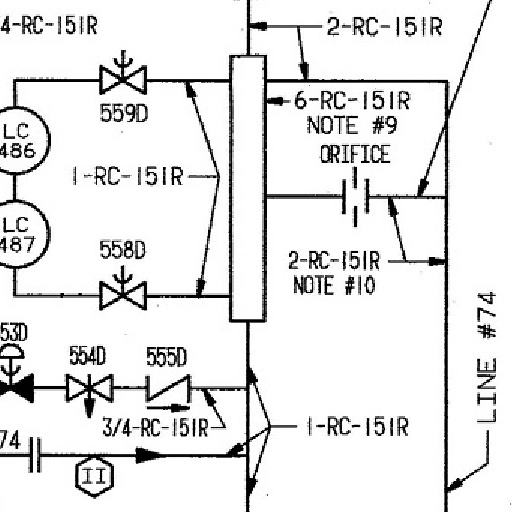 4-RC-151R
2-RC-151R
559D
6-RC-151R
NOTE #9
LC
486
ORIFICE
1-RC-151R
LC
487
558D
2-RC-151R
NOTE #10
53D
554D
555D
LINE #74
3/4-RC-151R
1-RC-151R
74
II